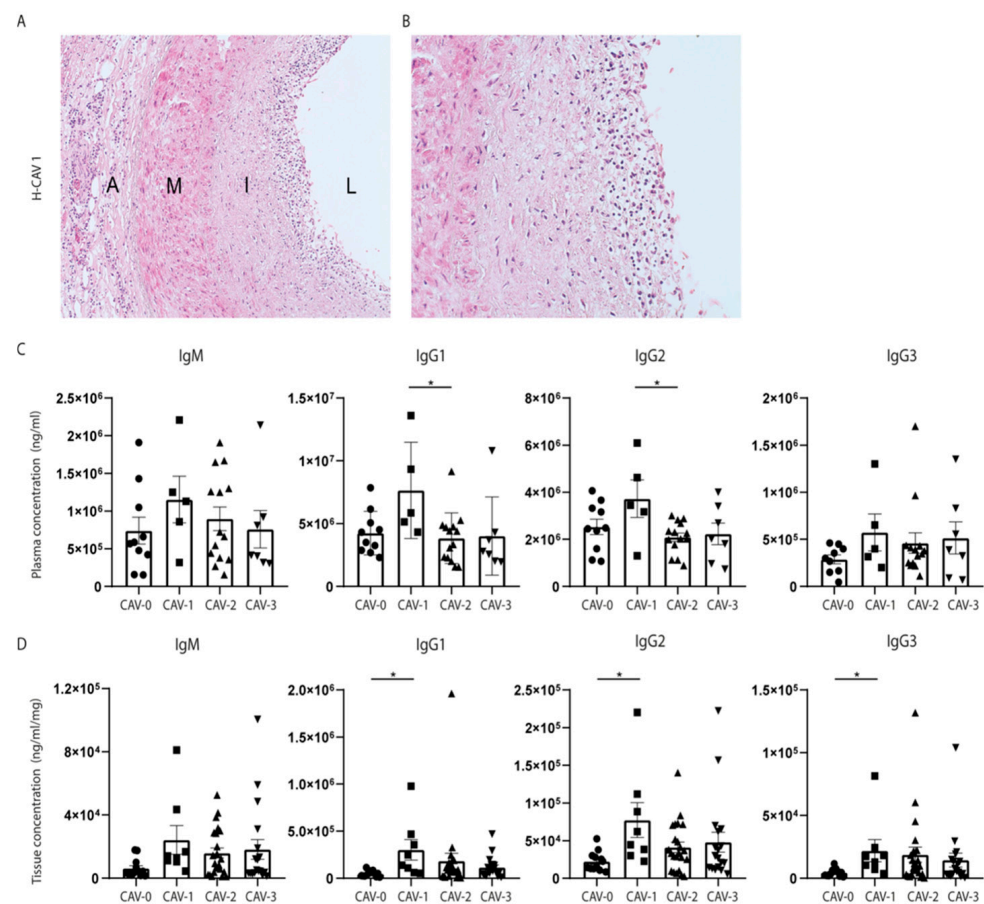 A
B
H-CAV 1
A M I L
C
IgM
IgG1
IgG2
IgG3
Plasma concentration (ng/ml)
2.5×10⁶
2×10⁶
1.5×10⁶
1×10⁶
5×10⁵
0
CAV-0 CAV-1 CAV-2 CAV-3
*
1.5×10⁷
1×10⁷
5×10⁶
0
CAV-0 CAV-1 CAV-2 CAV-3
*
8×10⁶
6×10⁶
4×10⁶
2×10⁶
0
CAV-0 CAV-1 CAV-2 CAV-3
2×10⁶
1.5×10⁶
1×10⁶
5×10⁵
0
CAV-0 CAV-1 CAV-2 CAV-3
D
IgM
IgG1
IgG2
IgG3
Tissue concentration (ng/ml/mg)
1.2×10⁵
8×10⁴
4×10⁴
0
CAV-0 CAV-1 CAV-2 CAV-3
*
2.0×10⁶
1.5×10⁶
1.0×10⁶
5.0×10⁵
0
CAV-0 CAV-1 CAV-2 CAV-3
*
2.5×10⁵
2×10⁵
1.5×10⁵
1×10⁵
5×10⁴
0
CAV-0 CAV-1 CAV-2 CAV-3
*
1.5×10⁵
1×10⁵
5×10⁴
0
CAV-0 CAV-1 CAV-2 CAV-3